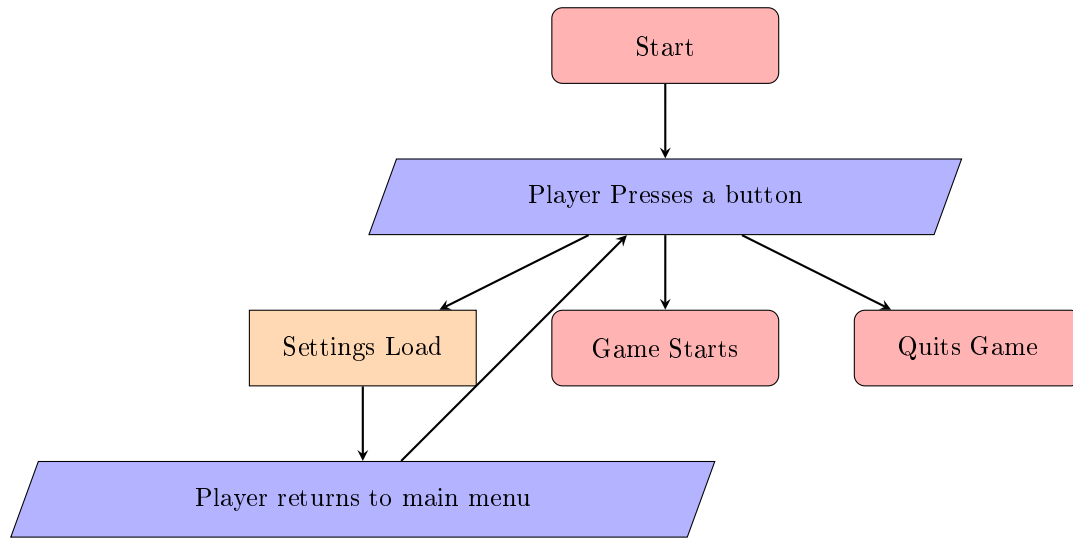 Start
Player Presses a button
Settings Load
Game Starts
Quits Game
Player returns to main menu